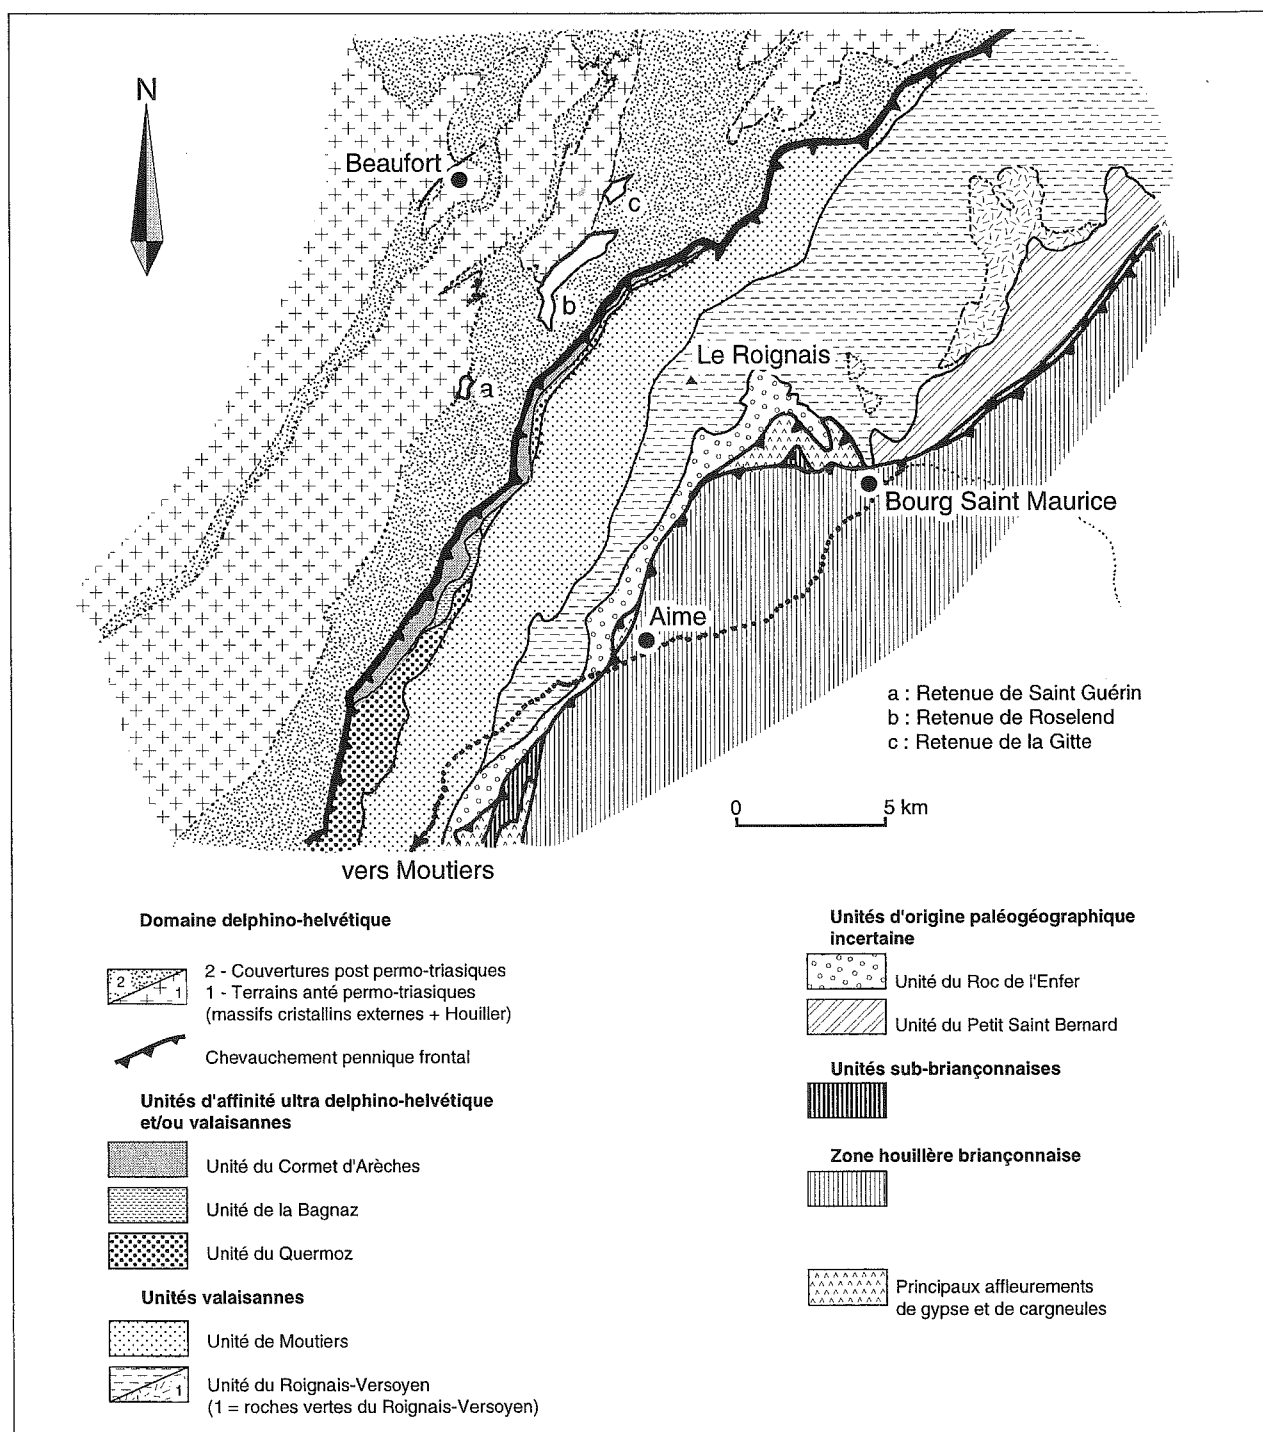 N
Beaufort
c
b
a
Le Roignais
Bourg Saint Maurice
Aime
a : Retenue de Saint Guérin
b : Retenue de Roselend
c : Retenue de la Gitte
0 5 km
vers Moutiers
Domaine delphino-helvétique
2 1
2 - Couvertures post permo-triasiques
1 - Terrains anté permo-triasiques
(massifs cristallins externes + Houiller)
Chevauchement pennique frontal
Unités d'affinité ultra delphino-helvétique
et/ou valaisannes
Unité du Cormet d'Arèches
Unité de la Bagnaz
Unité du Quermoz
Unités valaisannes
Unité de Moutiers
1
Unité du Roignais-Versoyen
(1 = roches vertes du Roignais-Versoyen)
Unités d'origine paléogéographique
incertaine
Unité du Roc de l'Enfer
Unité du Petit Saint Bernard
Unités sub-briançonnaises
Zone houillère briançonnaise
Principaux affleurements
de gypse et de cargneules